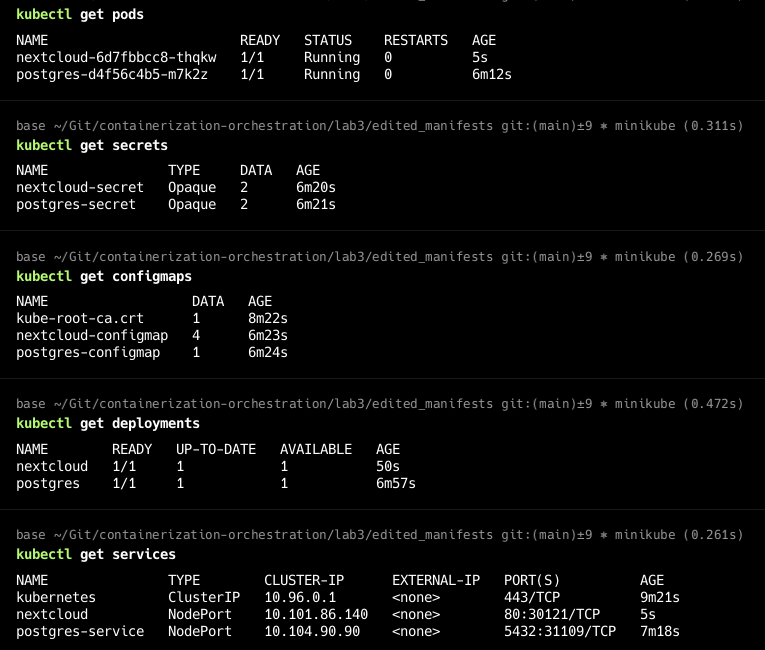 kubectl get pods
NAME READY STATUS RESTARTS AGE
nextcloud-6d7fbbcc8-thqkw 1/1 Running 0 5s
postgres-d4f56c4b5-m7k2z 1/1 Running 0 6m12s
base ~/Git/containerization-orchestration/lab3/edited_manifests git:(main)±9 ⎈ minikube (0.311s)
kubectl get secrets
NAME TYPE DATA AGE
nextcloud-secret Opaque 2 6m20s
postgres-secret Opaque 2 6m21s
base ~/Git/containerization-orchestration/lab3/edited_manifests git:(main)±9 ⎈ minikube (0.269s)
kubectl get configmaps
NAME DATA AGE
kube-root-ca.crt 1 8m22s
nextcloud-configmap 4 6m23s
postgres-configmap 1 6m24s
base ~/Git/containerization-orchestration/lab3/edited_manifests git:(main)±9 ⎈ minikube (0.472s)
kubectl get deployments
NAME READY UP-TO-DATE AVAILABLE AGE
nextcloud 1/1 1 1 50s
postgres 1/1 1 1 6m57s
base ~/Git/containerization-orchestration/lab3/edited_manifests git:(main)±9 ⎈ minikube (0.261s)
kubectl get services
NAME TYPE CLUSTER-IP EXTERNAL-IP PORT(S) AGE
kubernetes ClusterIP 10.96.0.1 <none> 443/TCP 9m21s
nextcloud NodePort 10.101.86.140 <none> 80:30121/TCP 5s
postgres-service NodePort 10.104.90.90 <none> 5432:31109/TCP 7m18s